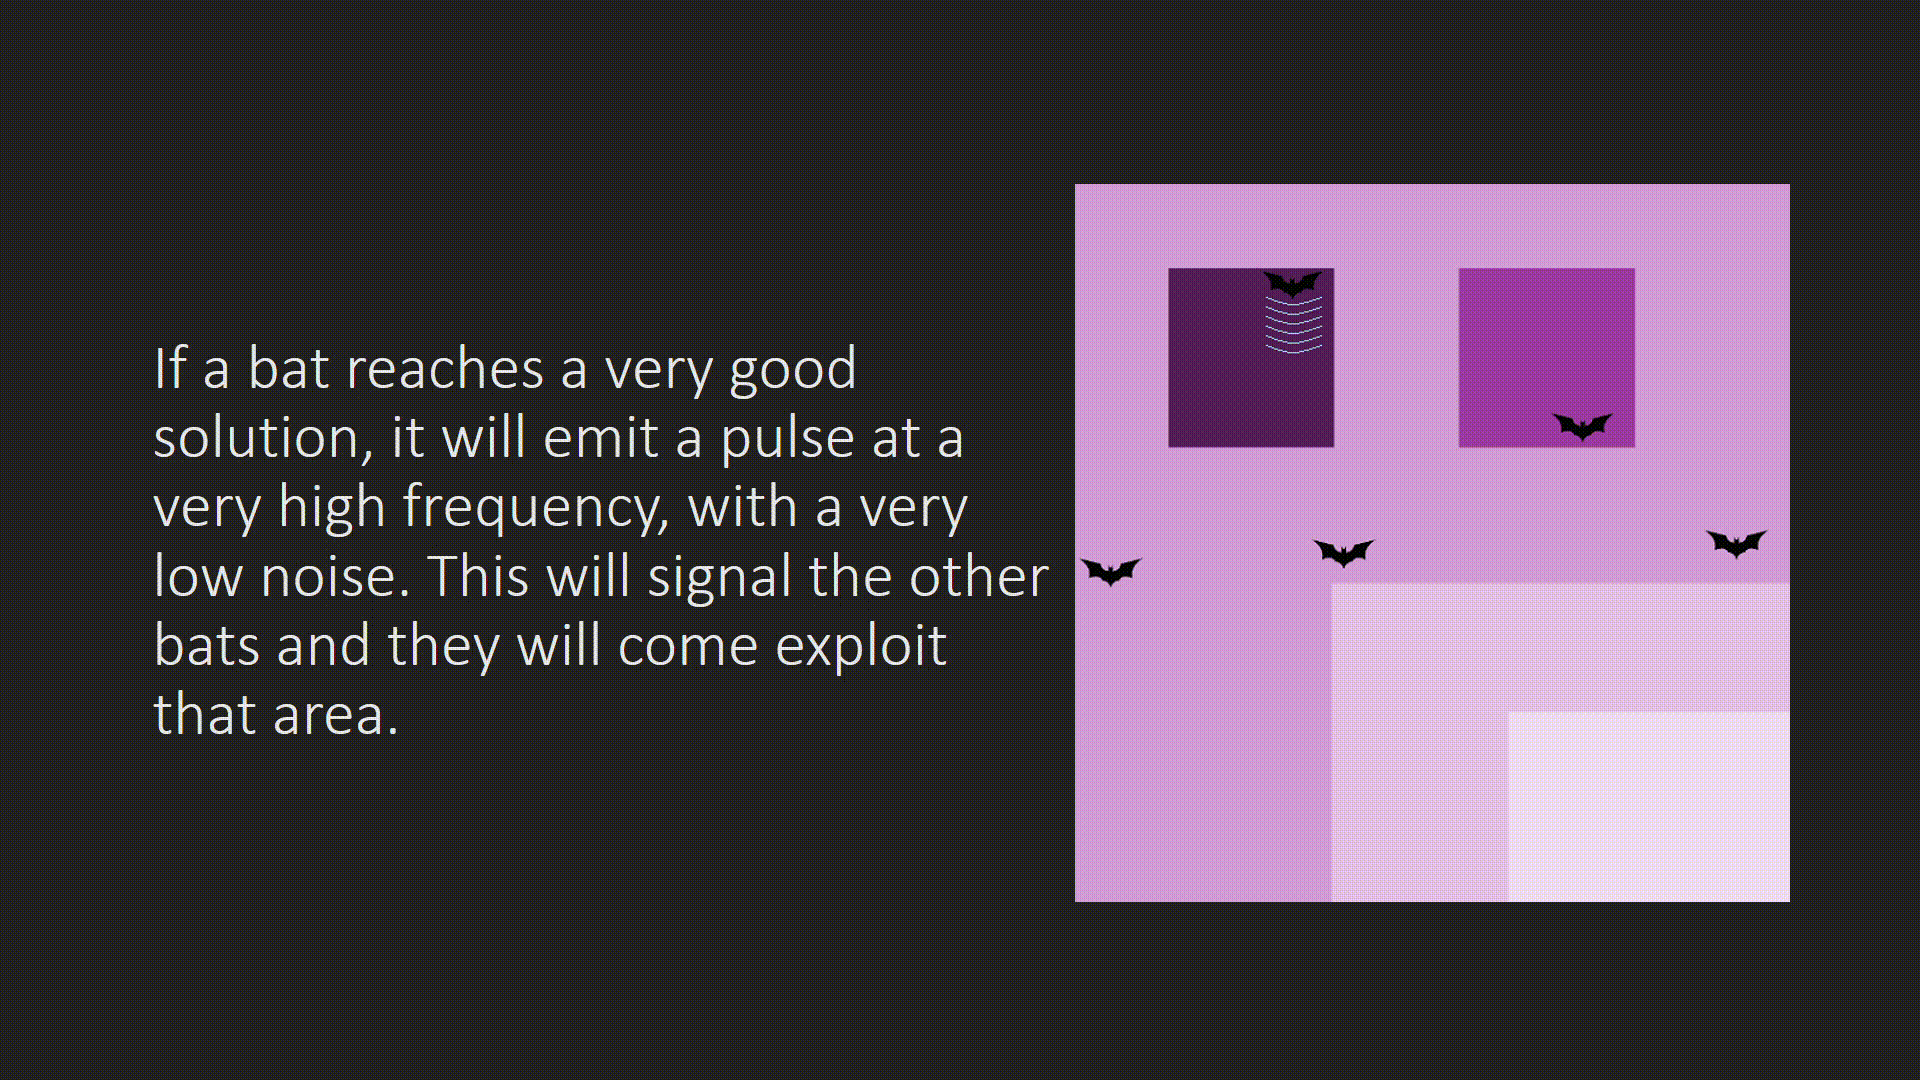 If a bat reaches a very good
solution, it will emit a pulse at a
very high frequency, with a very
low noise. This will signal the other
bats and they will come exploit
that area.